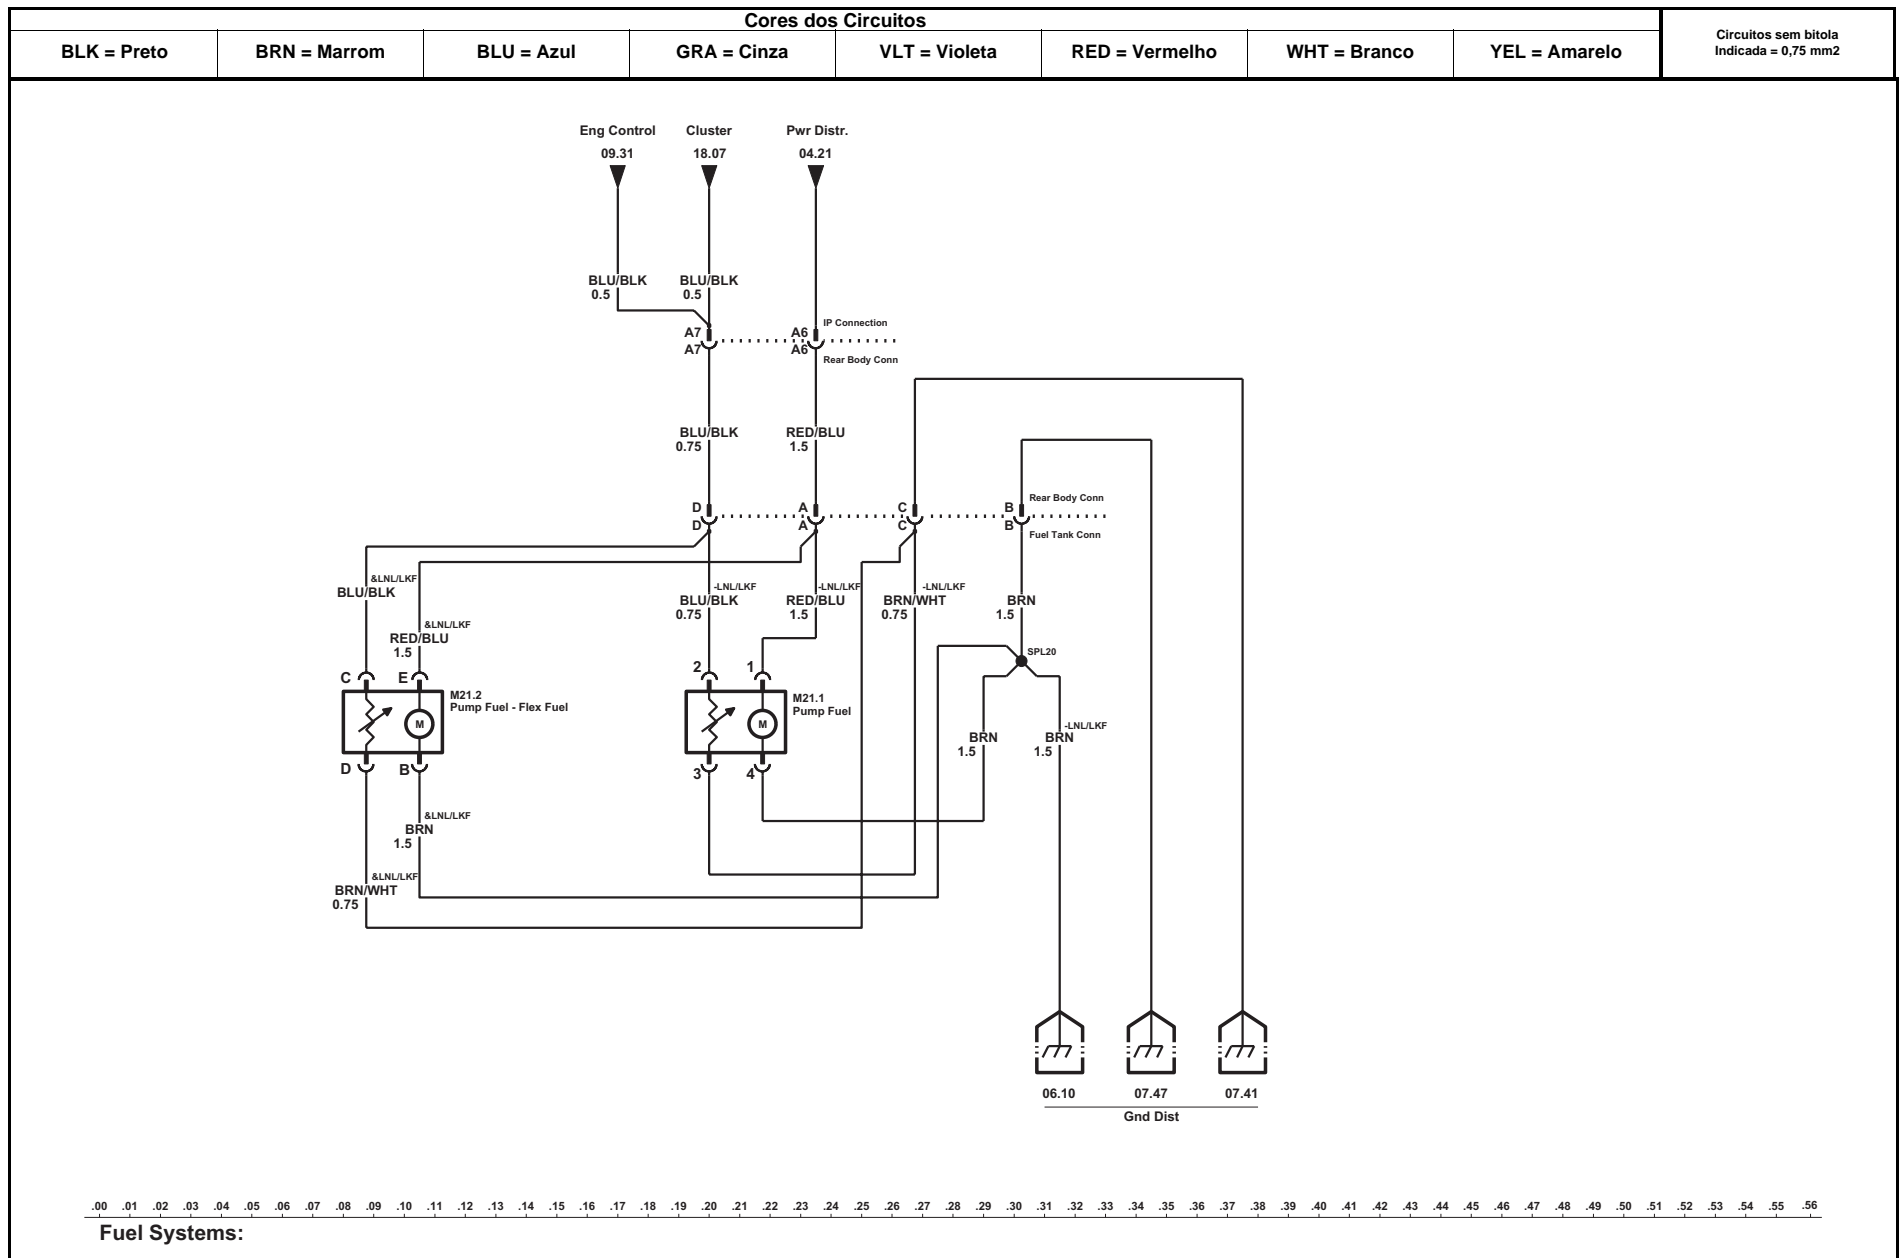 Cores dos Circuitos
BLK = Preto
BRN = Marrom
BLU = Azul
GRA = Cinza
VLT = Violeta
RED = Vermelho
WHT = Branco
YEL = Amarelo
Circuitos sem bitola
Indicada = 0,75 mm2
Eng Control
Cluster
Pwr Distr.
09.31
18.07
04.21
BLU/BLK
0.5
BLU/BLK
0.5
IP Connection
A7
A6
A7
A6
Rear Body Conn
BLU/BLK
0.75
RED/BLU
1.5
Rear Body Conn
D
A
C
B
D
A
C
B
Fuel Tank Conn
&LNL/LKF
BLU/BLK
-LNL/LKF
BLU/BLK
0.75
-LNL/LKF
RED/BLU
1.5
-LNL/LKF
BRN/WHT
0.75
BRN
1.5
&LNL/LKF
RED/BLU
1.5
SPL20
C
E
2
1
M21.2
Pump Fuel - Flex Fuel
M
M21.1
Pump Fuel
M
-LNL/LKF
BRN
1.5
BRN
1.5
D
B
3
4
&LNL/LKF
BRN
1.5
&LNL/LKF
BRN/WHT
0.75
06.10
07.47
07.41
Gnd Dist
.00 .01 .02 .03 .04 .05 .06 .07 .08 .09 .10 .11 .12 .13 .14 .15 .16 .17 .18 .19 .20 .21 .22 .23 .24 .25 .26 .27 .28 .29 .30 .31 .32 .33 .34 .35 .36 .37 .38 .39 .40 .41 .42 .43 .44 .45 .46 .47 .48 .49 .50 .51 .52 .53 .54 .55 .56
Fuel Systems: